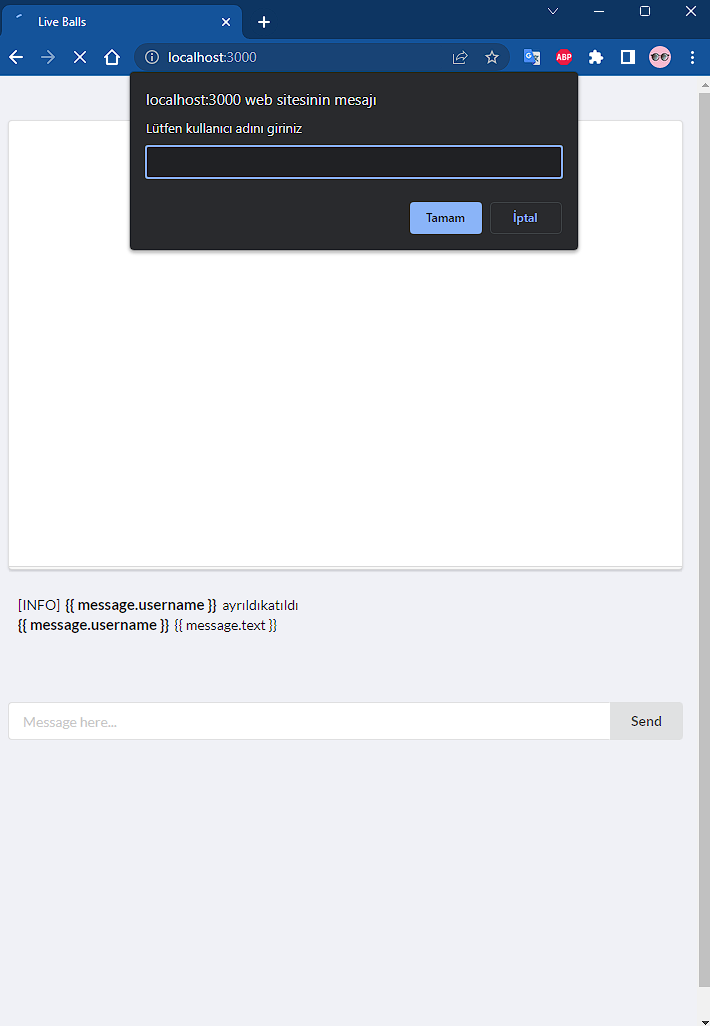 Live Balls
localhost:3000
ABP
localhost:3000 web sitesinin mesajı
Lütfen kullanıcı adını giriniz
Tamam
İptal
[INFO] {{ message.username }} ayrıldıkatıldı
{{ message.username }} {{ message.text }}
Message here...
Send